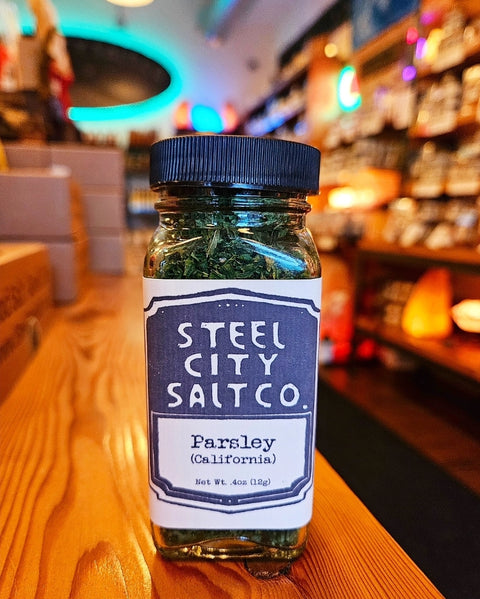 STEEL
CITY
SALT CO.
Parsley
(California)
Net Wt. .4oz (12g)